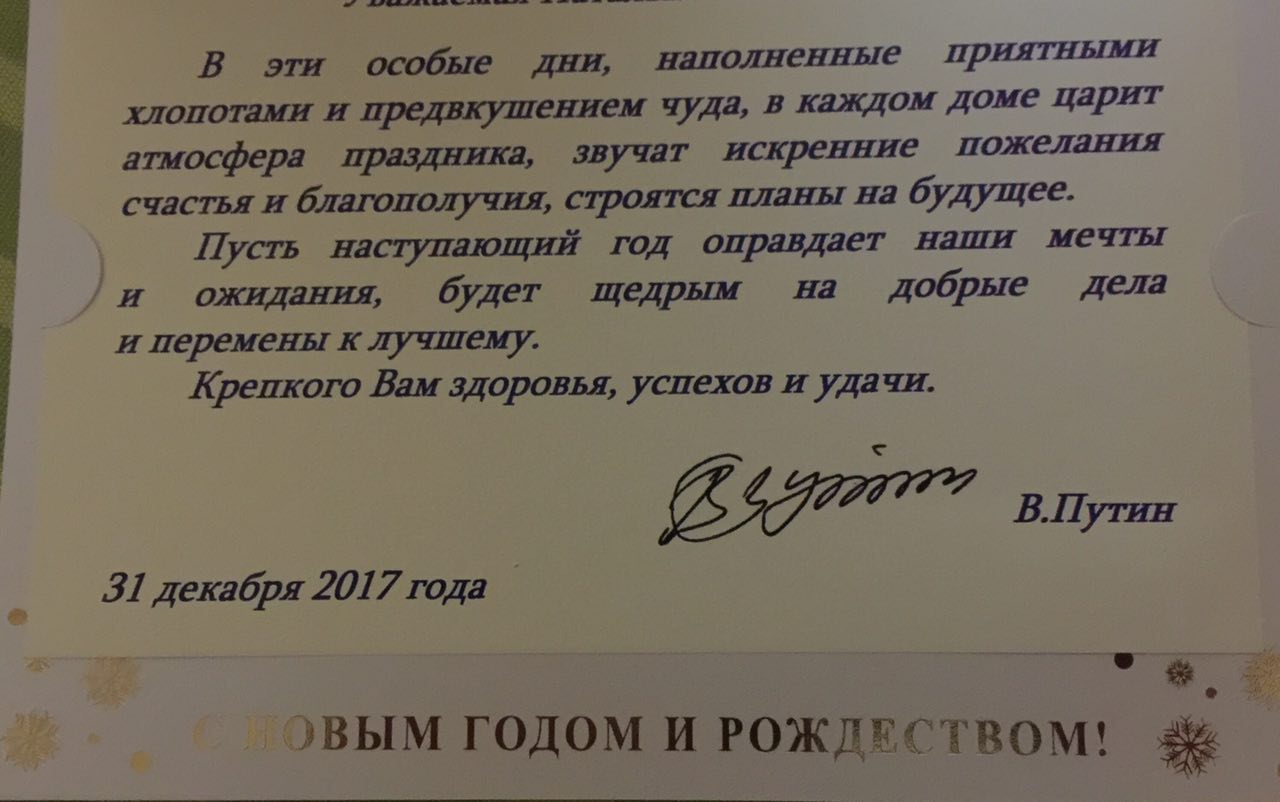 Уважаемая
В эти особые дни, наполненные приятными
хлопотами и предвкушением чуда, в каждом доме царит
атмосфера праздника, звучат искренние пожелания
счастья и благополучия, строятся планы на будущее.
Пусть наступающий год оправдает наши мечты
и ожидания, будет щедрым на добрые дела
и перемены к лучшему.
Крепкого Вам здоровья, успехов и удачи.
В.Путин
31 декабря 2017 года
С НОВЫМ ГОДОМ И РОЖДЕСТВОМ!